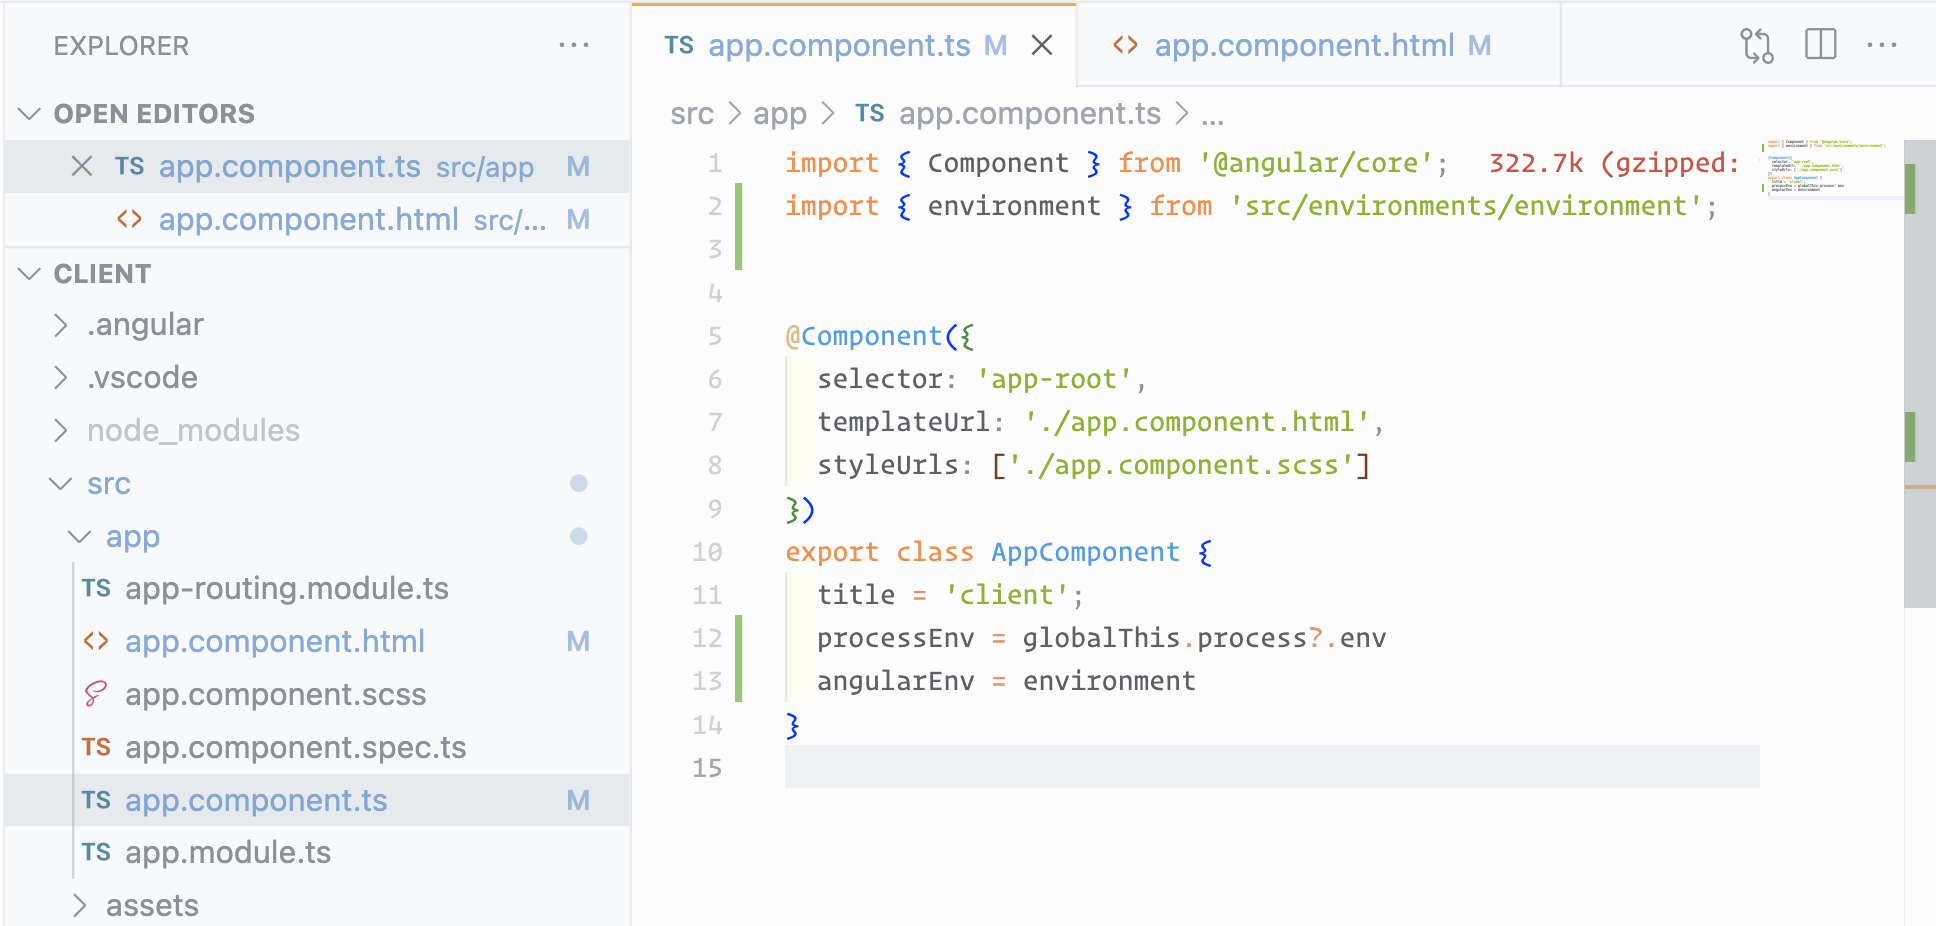 EXPLORER
OPEN EDITORS
TS app.component.ts src/app M
<> app.component.html src/... M
CLIENT
.angular
.vscode
node_modules
src
app
TS app-routing.module.ts
<> app.component.html M
app.component.scss
TS app.component.spec.ts
TS app.component.ts M
TS app.module.ts
assets
TS app.component.ts M
<> app.component.html M
src > app > TS app.component.ts > ...
1 import { Component } from '@angular/core'; 322.7k (gzipped:
2 import { environment } from 'src/environments/environment';
3
4
5 @Component({
6 selector: 'app-root',
7 templateUrl: './app.component.html',
8 styleUrls: ['./app.component.scss']
9 })
10 export class AppComponent {
11 title = 'client';
12 processEnv = globalThis.process?.env
13 angularEnv = environment
14 }
15